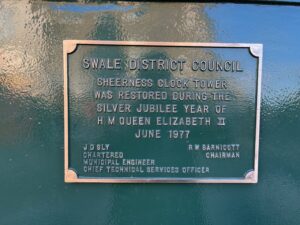 SWALE DISTRICT COUNCIL
SHEERNESS CLOCK TOWER
WAS RESTORED DURING THE
SILVER JUBILEE YEAR OF
H.M QUEEN ELIZABETH II
JUNE 1977
J D SLY
CHARTERED
MUNICIPAL ENGINEER
CHIEF TECHNICAL SERVICES OFFICER
R W BARNICOTT
CHAIRMAN